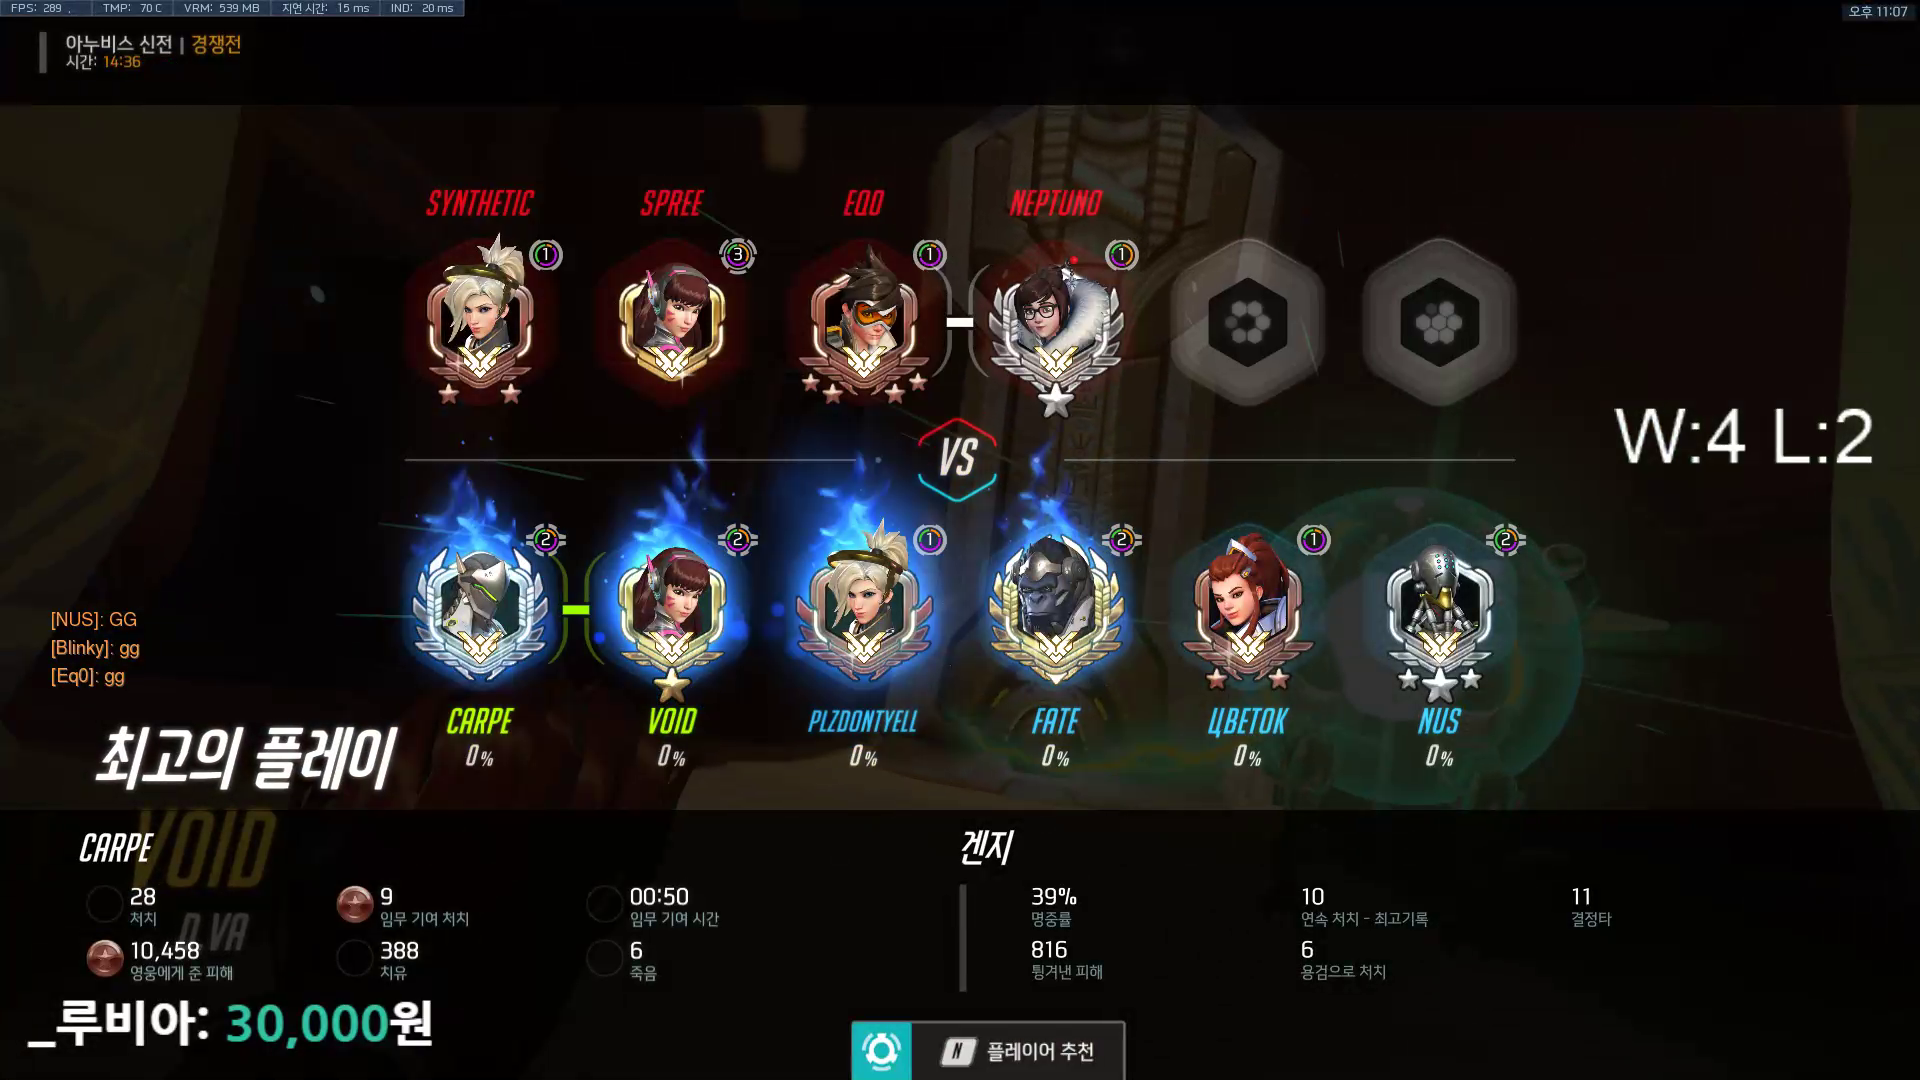 FPS: 289 . TMP: 70 C VRM: 539 MB 지연 시간: 15 ms IND: 20 ms
오후 11:07
아누비스 신전 | 경쟁전
시간: 14:36
SYNTHETIC SPREE EQO NEPTUNO
1 3 1 1
VS
W:4 L:2
2 2 1 2 1 2
[NUS]: GG
[Blinky]: gg
[Eq0]: gg
CARPE VOID PLZDONTYELL FATE ЦВЕТОК NUS
0% 0% 0% 0% 0% 0%
최고의 플레이
VOID
D.VA
CARPE
28 9 00:50
처치 임무 기여 처치 임무 기여 시간
10,458 388 6
영웅에게 준 피해 치유 죽음
겐지
39% 10 11
명중률 연속 처치 - 최고기록 결정타
816 6
튕겨낸 피해 용검으로 처치
_루비아: 30,000원
N 플레이어 추천